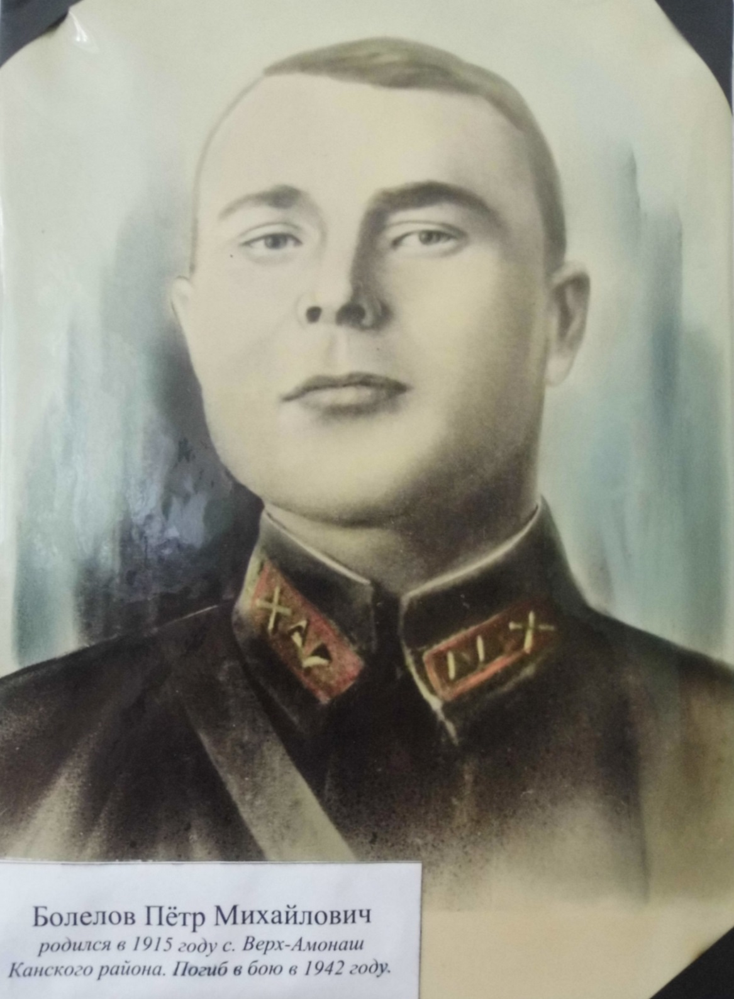 Болелов Пётр Михайлович
родился в 1915 году с. Верх-Амонаш
Канского района. Погиб в бою в 1942 году.